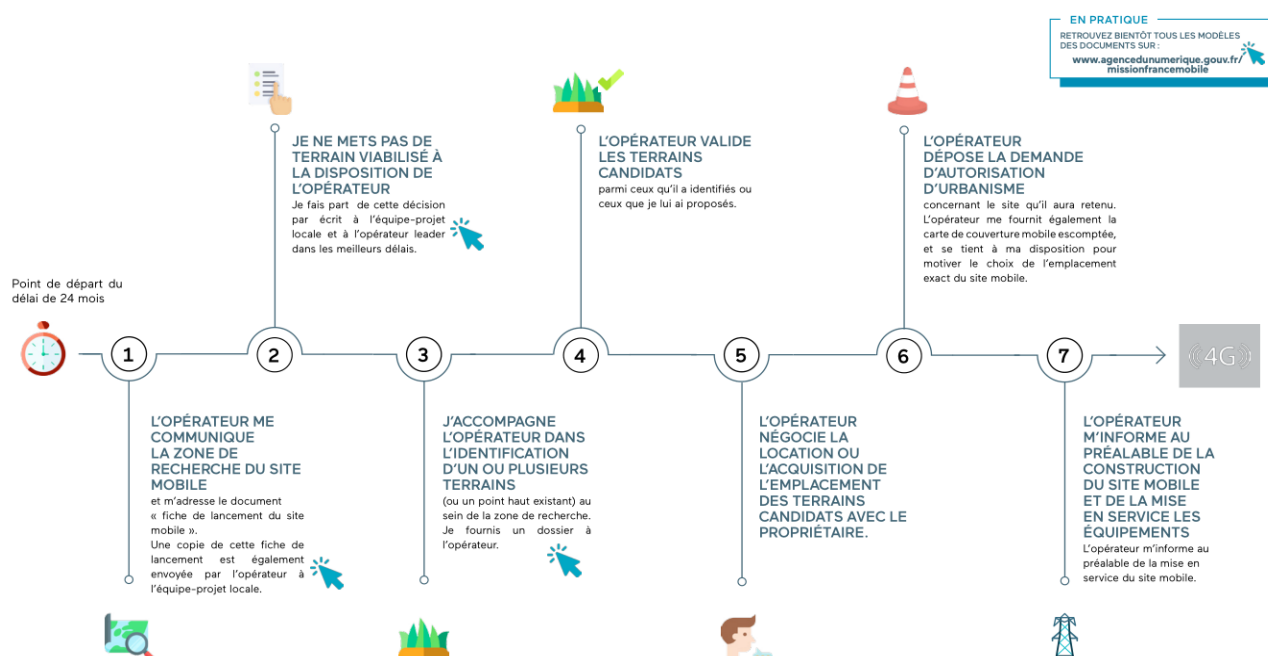 EN PRATIQUE
RETROUVEZ BIENTÔT TOUS LES MODÈLES
DES DOCUMENTS SUR :
www.agencedunumerique.gouv.fr/
missionfrancemobile
Point de départ du
délai de 24 mois
1
L'OPÉRATEUR ME
COMMUNIQUE
LA ZONE DE
RECHERCHE DU SITE
MOBILE
et m'adresse le document
« fiche de lancement du site
mobile ».
Une copie de cette fiche de
lancement est également
envoyée par l'opérateur à
l'équipe-projet locale.
2
JE NE METS PAS DE
TERRAIN VIABILISÉ À
LA DISPOSITION DE
L'OPÉRATEUR
Je fais part de cette décision
par écrit à l'équipe-projet
locale et à l'opérateur leader
dans les meilleurs délais.
3
J'ACCOMPAGNE
L'OPÉRATEUR DANS
L'IDENTIFICATION
D'UN OU PLUSIEURS
TERRAINS
(ou un point haut existant) au
sein de la zone de recherche.
Je fournis un dossier à
l'opérateur.
4
L'OPÉRATEUR VALIDE
LES TERRAINS
CANDIDATS
parmi ceux qu'il a identifiés ou
ceux que je lui ai proposés.
5
L'OPÉRATEUR
NÉGOCIE LA
LOCATION OU
L'ACQUISITION DE
L'EMPLACEMENT
DES TERRAINS
CANDIDATS AVEC LE
PROPRIÉTAIRE.
6
L'OPÉRATEUR
DÉPOSE LA DEMANDE
D'AUTORISATION
D'URBANISME
concernant le site qu'il aura retenu.
L'opérateur me fournit également la
carte de couverture mobile escomptée,
et se tient à ma disposition pour
motiver le choix de l'emplacement
exact du site mobile.
7
L'OPÉRATEUR
M'INFORME AU
PRÉALABLE DE LA
CONSTRUCTION
DU SITE MOBILE
ET DE LA MISE
EN SERVICE LES
ÉQUIPEMENTS
L'opérateur m'informe au
préalable de la mise en
service du site mobile.
4G